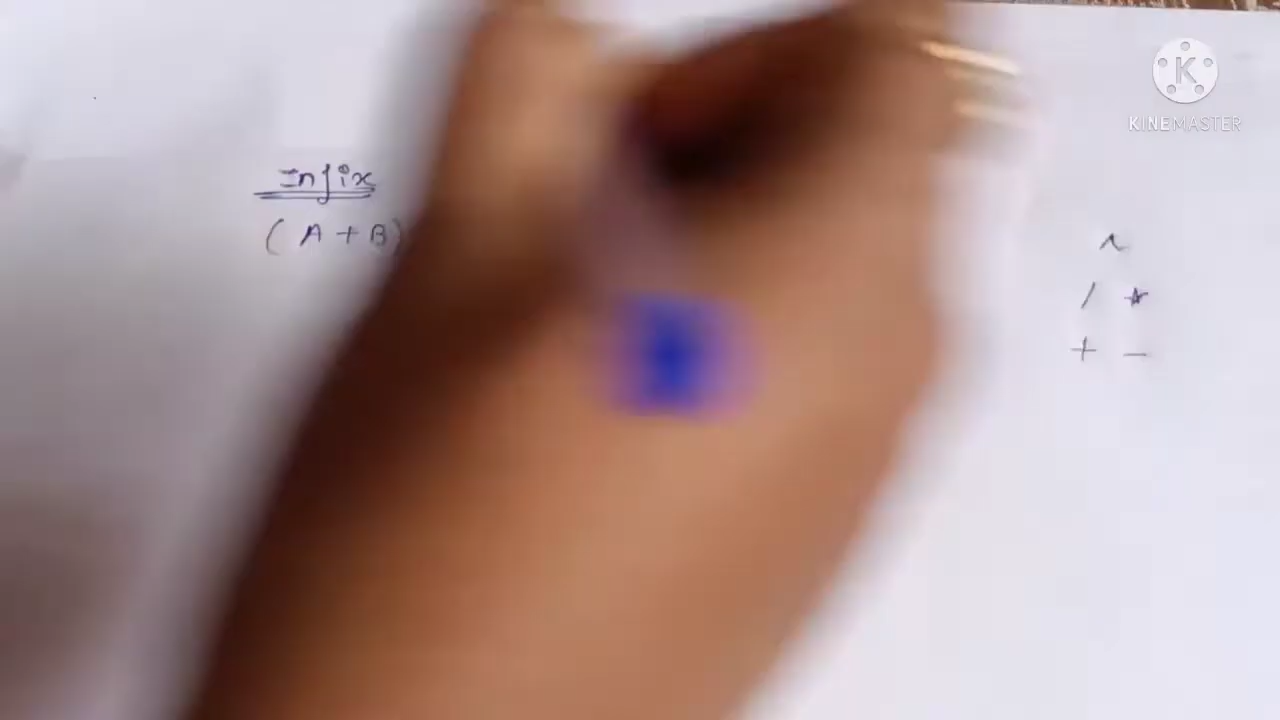 Infix
(A+B)
^
/ *
+ -
K
KINEMASTER